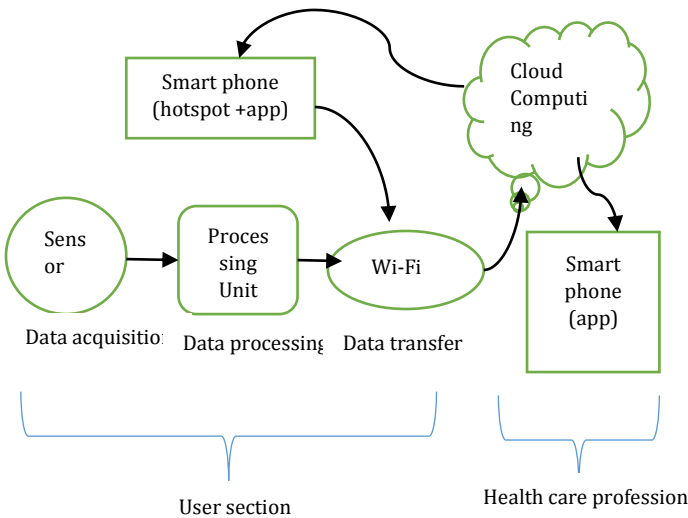 Smart phone
(hotspot +app)
Cloud
Computi
ng
Sens
or
Proces
sing
Unit
Wi-Fi
Smart
phone
(app)
Data acquisition
Data processing
Data transfer
User section
Health care profession